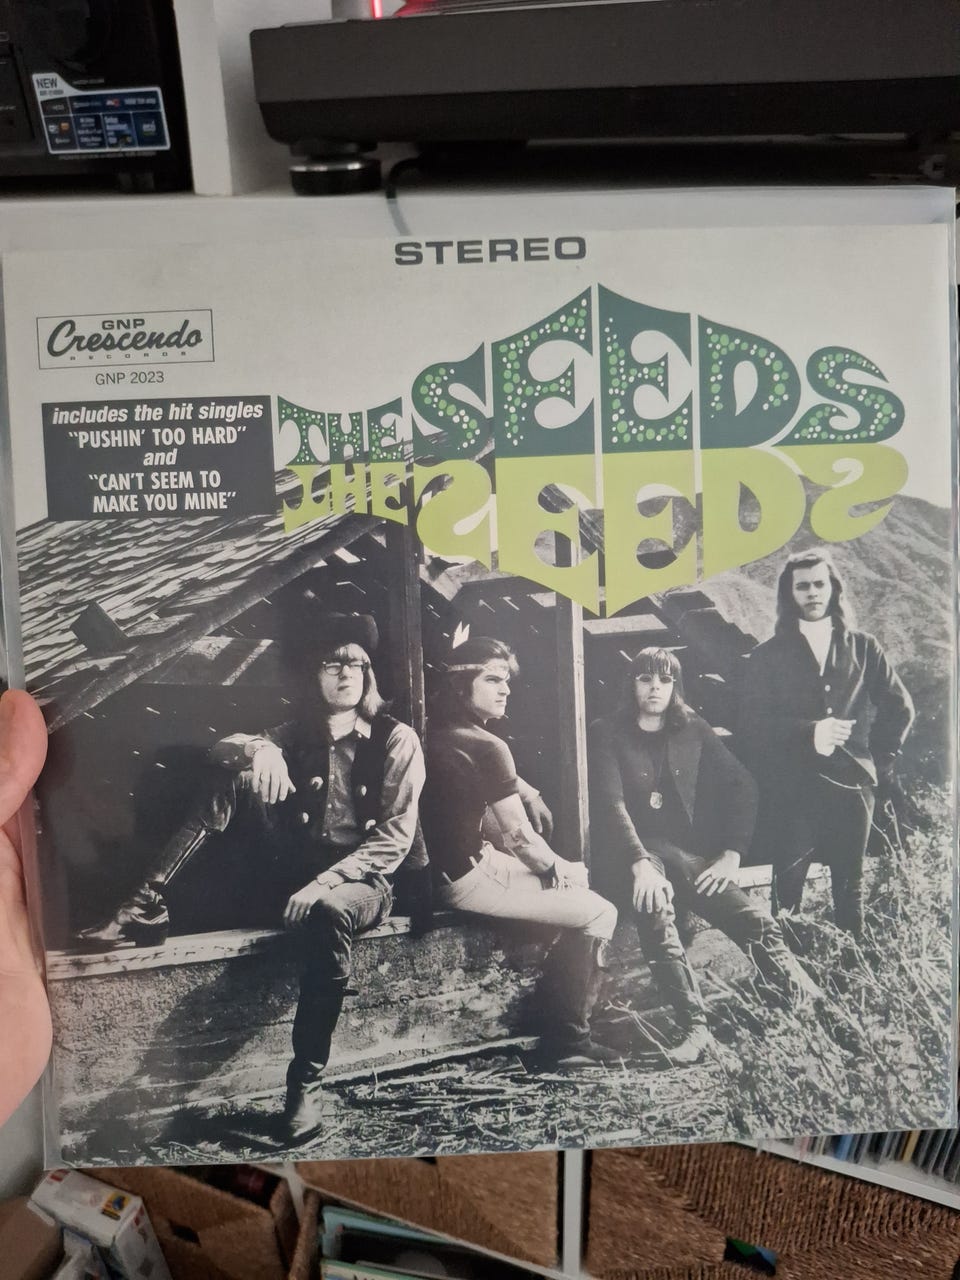 NEW
STEREO
GNP
Crescendo
RECORDS
GNP 2023
includes the hit singles
"PUSHIN' TOO HARD"
and
"CAN'T SEEM TO
MAKE YOU MINE"
THE SEEDS
THE SEEDS